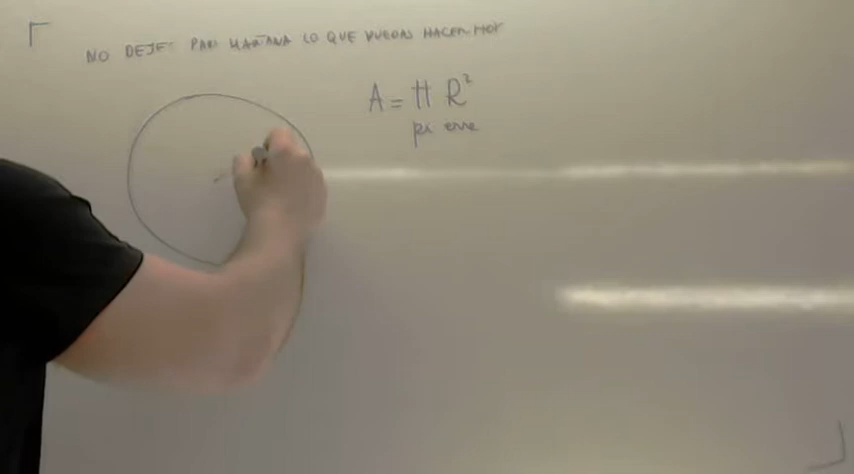 NO DEJES PARA MAÑANA LO QUE PUEDAS HACER HOY
A = π R²
pi erre